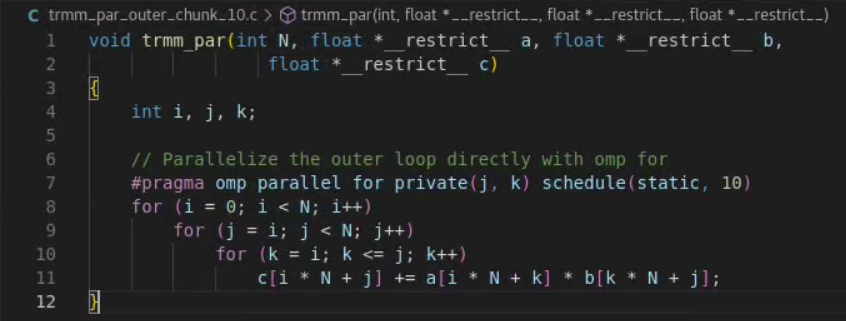 C trmm_par_outer_chunk_10.c > trmm_par(int, float *__restrict__, float *__restrict__, float *__restrict__)
1 void trmm_par(int N, float *__restrict__ a, float *__restrict__ b,
2 float *__restrict__ c)
3 {
4 int i, j, k;
5
6 // Parallelize the outer loop directly with omp for
7 #pragma omp parallel for private(j, k) schedule(static, 10)
8 for (i = 0; i < N; i++)
9 for (j = i; j < N; j++)
10 for (k = i; k <= j; k++)
11 c[i * N + j] += a[i * N + k] * b[k * N + j];
12 }